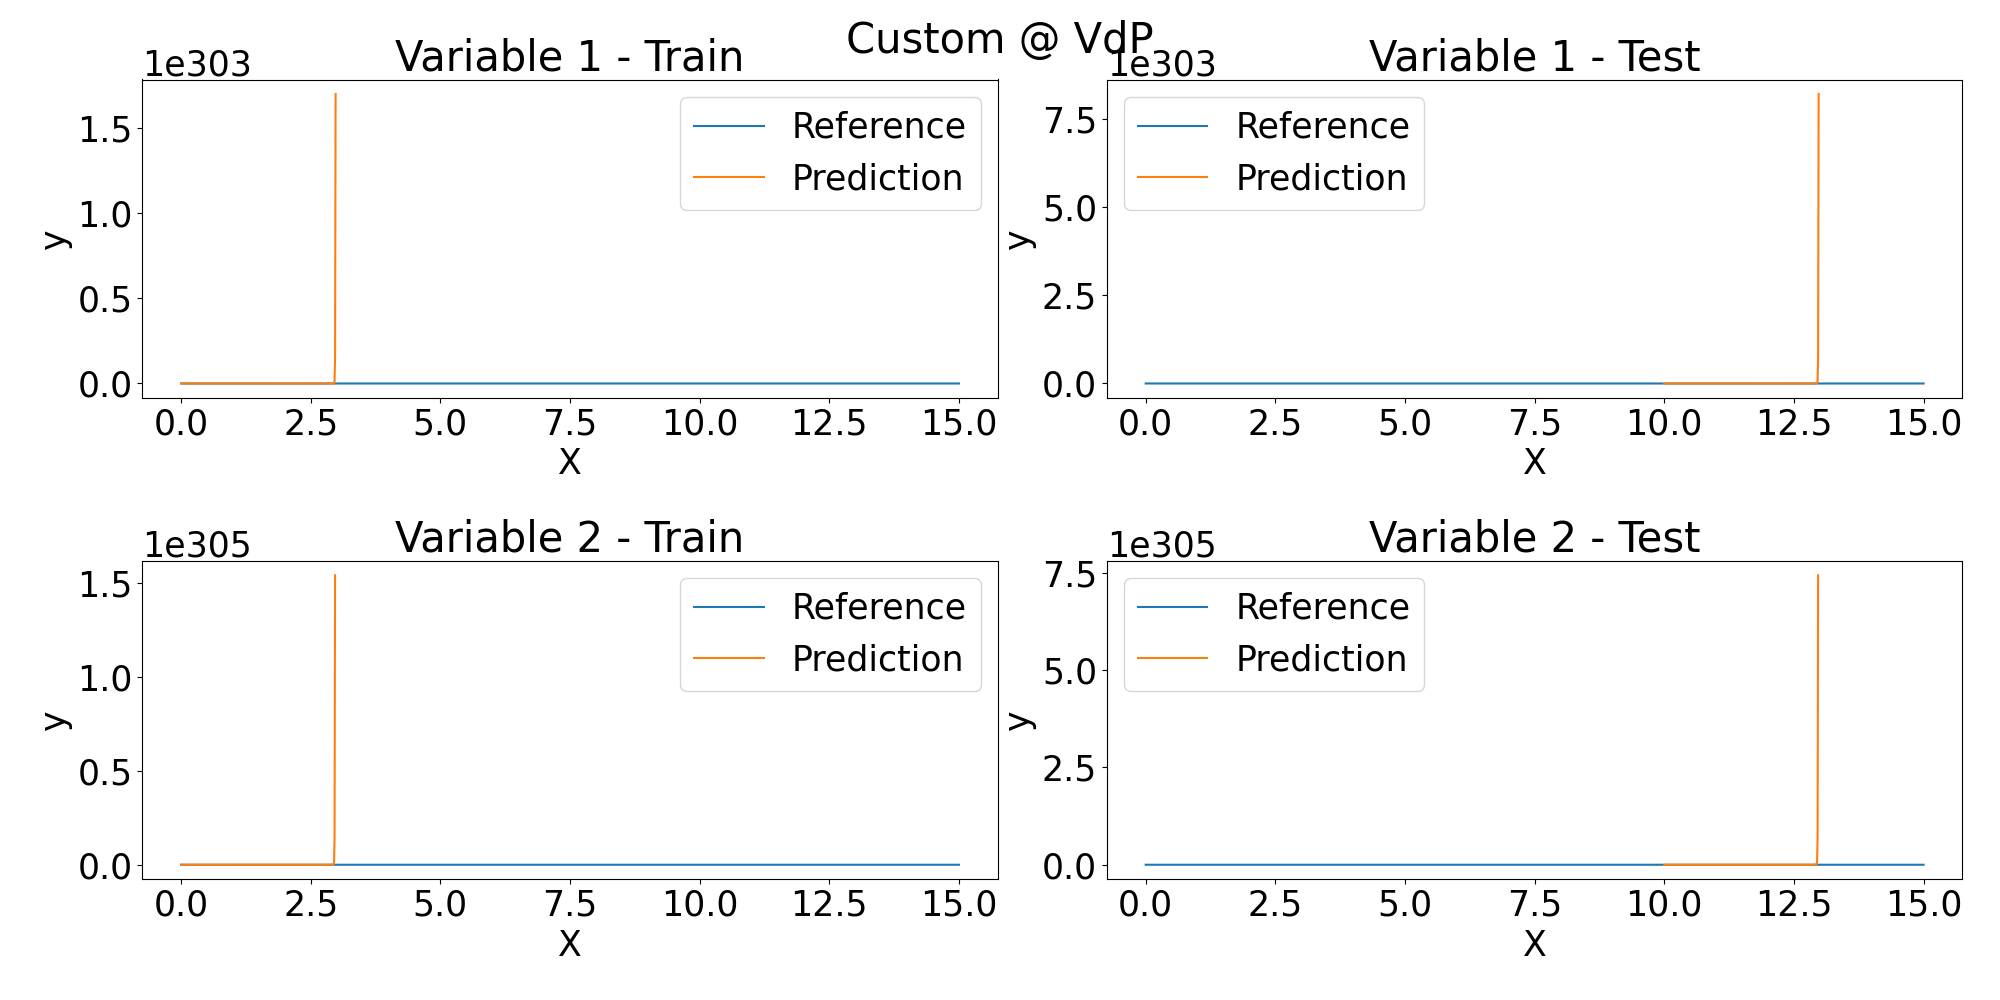 Custom @ VdP
Variable 1 - Train
1e303
1.5
1.0
0.5
0.0
y
Reference
Prediction
0.0 2.5 5.0 7.5 10.0 12.5 15.0
X
Variable 1 - Test
1e303
7.5
5.0
2.5
0.0
y
Reference
Prediction
0.0 2.5 5.0 7.5 10.0 12.5 15.0
X
Variable 2 - Train
1e305
1.5
1.0
0.5
0.0
y
Reference
Prediction
0.0 2.5 5.0 7.5 10.0 12.5 15.0
X
Variable 2 - Test
1e305
7.5
5.0
2.5
0.0
y
Reference
Prediction
0.0 2.5 5.0 7.5 10.0 12.5 15.0
X